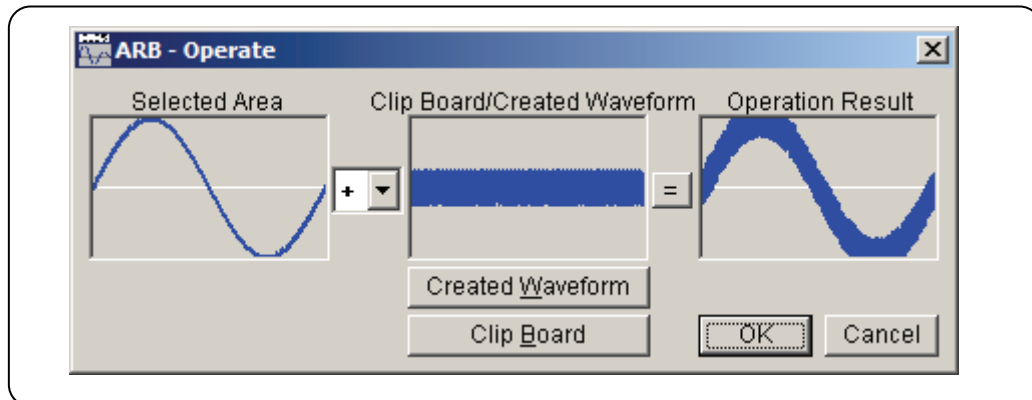 ARB - Operate
Selected Area
Clip Board/Created Waveform
Operation Result
+
=
Created Waveform
Clip Board
OK
Cancel